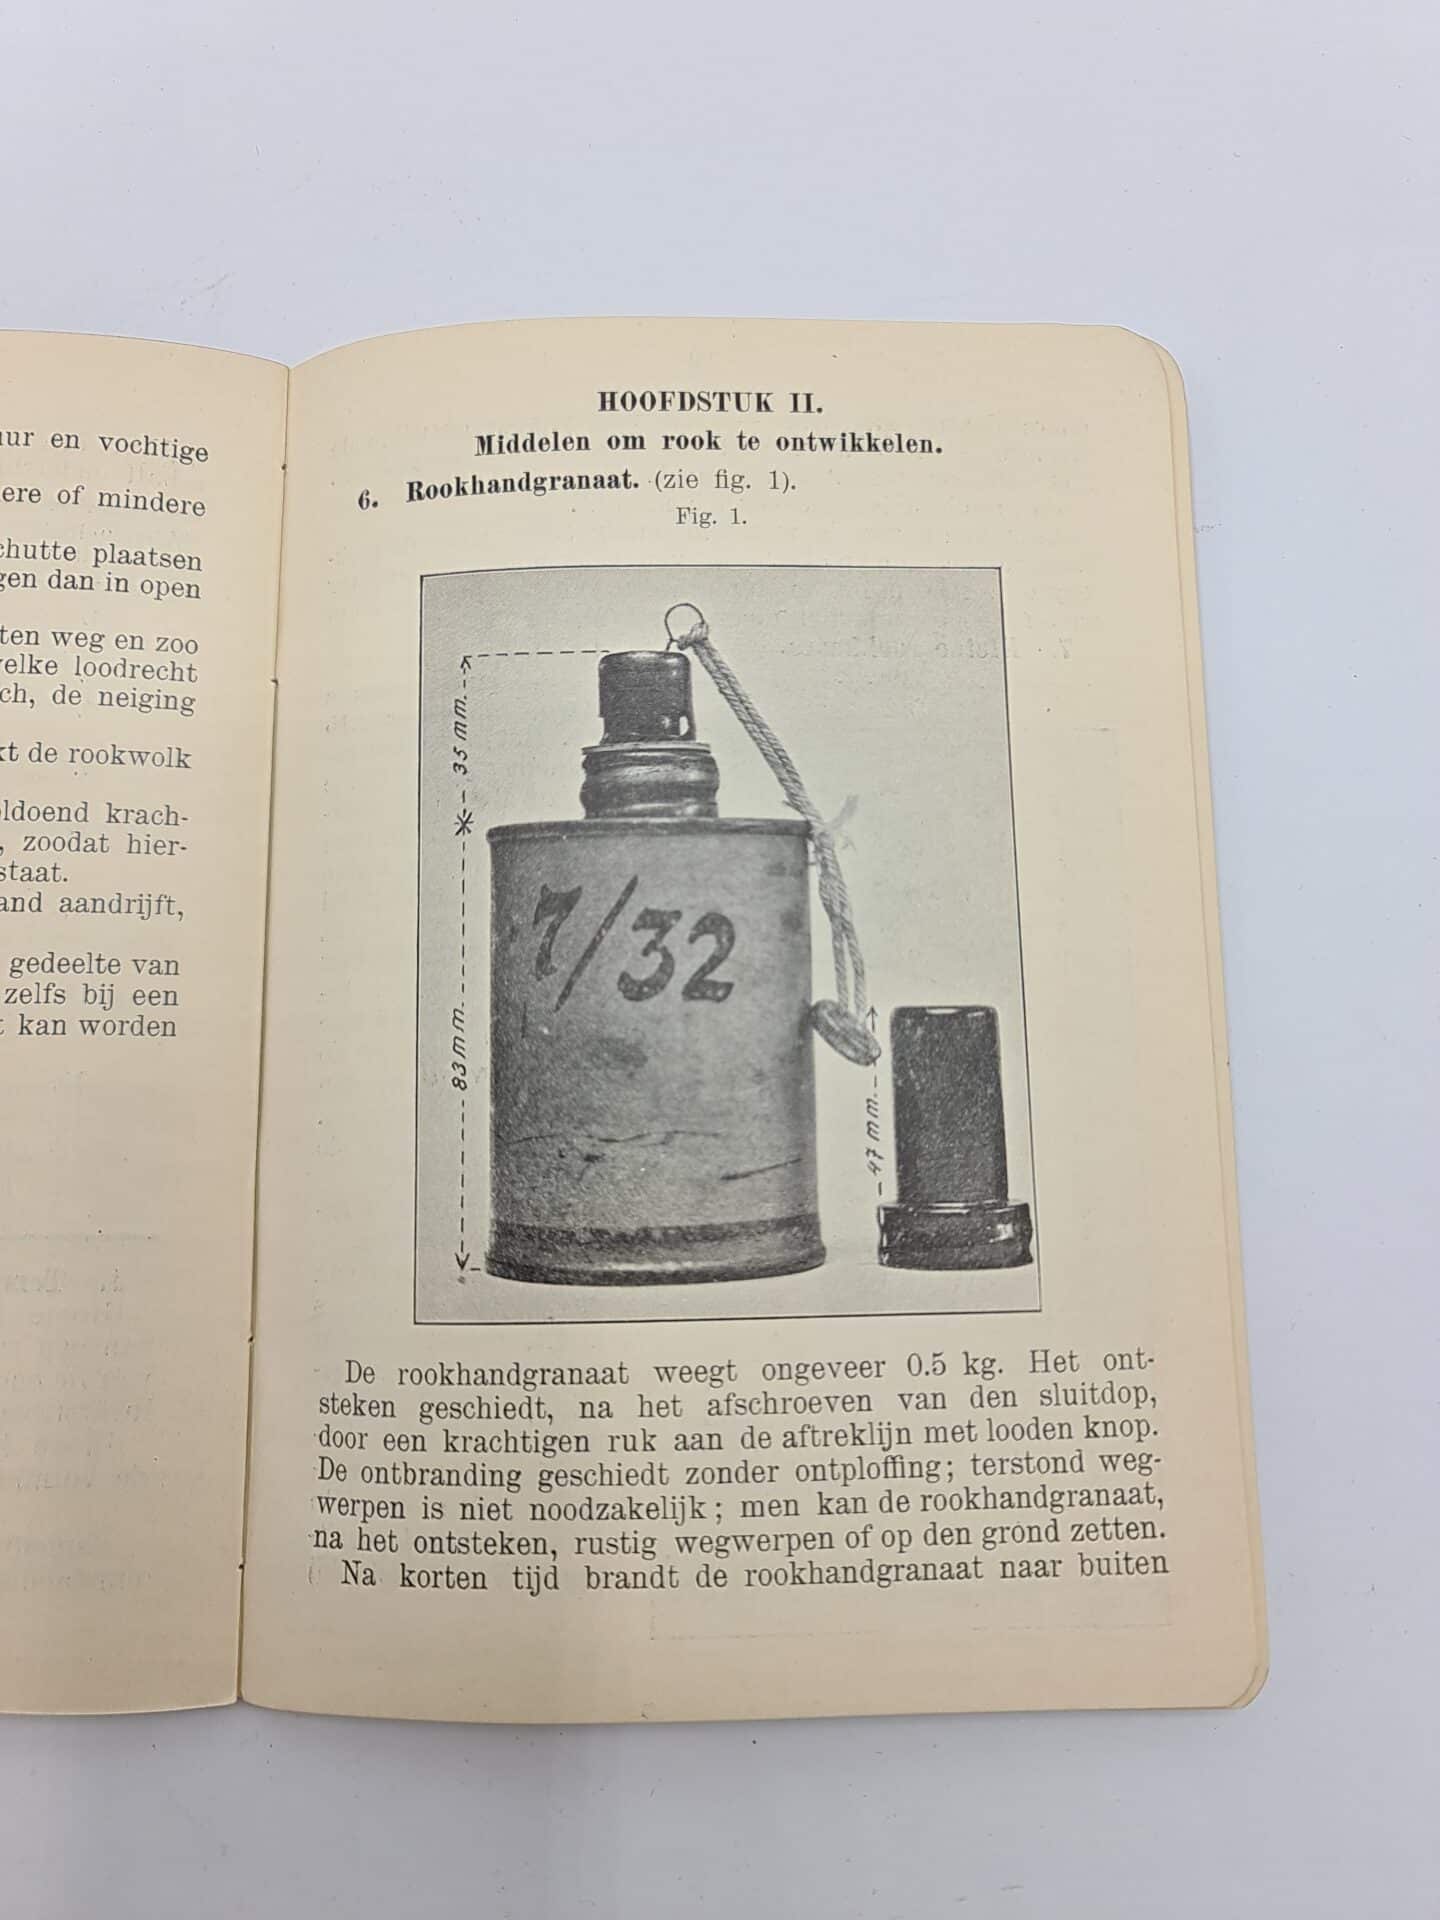 uur en vochtige
ere of mindere
chutte plaatsen
gen dan in open
ten weg en zoo
welke loodrecht
ch, de neiging
kt de rookwolk
ldoend krach-
, zoodat hier-
staat.
and aandrijft,
gedeelte van
zelfs bij een
t kan worden
HOOFDSTUK II.
Middelen om rook te ontwikkelen.
6. Rookhandgranaat. (zie fig. 1).
Fig. 1.
35 mm.
7/32
83 mm.
47 mm.
De rookhandgranaat weegt ongeveer 0.5 kg. Het ont-
steken geschiedt, na het afschroeven van den sluitdop,
door een krachtigen ruk aan de aftreklijn met looden knop.
De ontbranding geschiedt zonder ontploffing; terstond weg-
werpen is niet noodzakelijk; men kan de rookhandgranaat,
na het ontsteken, rustig wegwerpen of op den grond zetten.
Na korten tijd brandt de rookhandgranaat naar buiten